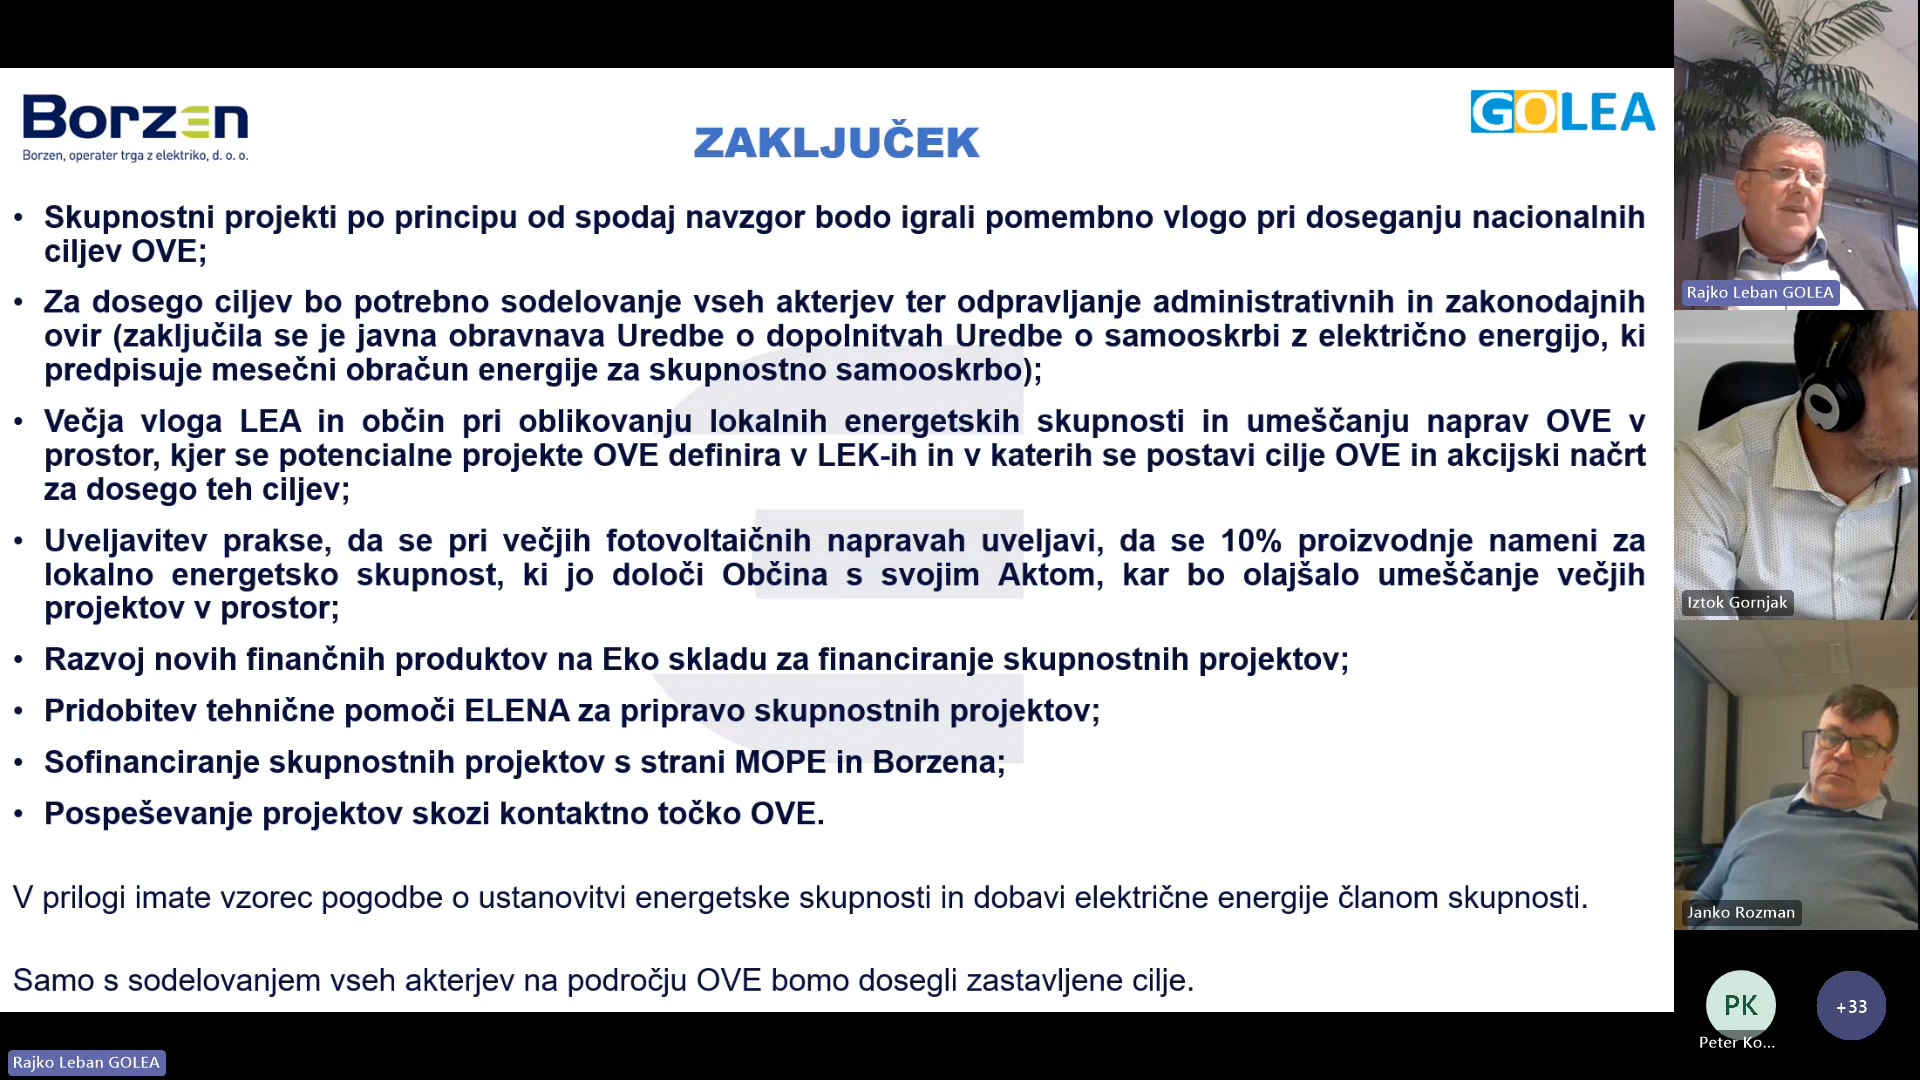 Borzen
Borzen, operater trga z elektriko, d. o. o.
GOLEA
ZAKLJUČEK
• Skupnostni projekti po principu od spodaj navzgor bodo igrali pomembno vlogo pri doseganju nacionalnih
ciljev OVE;
• Za dosego ciljev bo potrebno sodelovanje vseh akterjev ter odpravljanje administrativnih in zakonodajnih
ovir (zaključila se je javna obravnava Uredbe o dopolnitvah Uredbe o samooskrbi z električno energijo, ki
predpisuje mesečni obračun energije za skupnostno samooskrbo);
• Večja vloga LEA in občin pri oblikovanju lokalnih energetskih skupnosti in umeščanju naprav OVE v
prostor, kjer se potencialne projekte OVE definira v LEK-ih in v katerih se postavi cilje OVE in akcijski načrt
za dosego teh ciljev;
• Uveljavitev prakse, da se pri večjih fotovoltaičnih napravah uveljavi, da se 10% proizvodnje nameni za
lokalno energetsko skupnost, ki jo določi Občina s svojim Aktom, kar bo olajšalo umeščanje večjih
projektov v prostor;
• Razvoj novih finančnih produktov na Eko skladu za financiranje skupnostnih projektov;
• Pridobitev tehnične pomoči ELENA za pripravo skupnostnih projektov;
• Sofinanciranje skupnostnih projektov s strani MOPE in Borzena;
• Pospeševanje projektov skozi kontaktno točko OVE.
V prilogi imate vzorec pogodbe o ustanovitvi energetske skupnosti in dobavi električne energije članom skupnosti.
Samo s sodelovanjem vseh akterjev na področju OVE bomo dosegli zastavljene cilje.
Rajko Leban GOLEA
Rajko Leban GOLEA
Iztok Gornjak
Janko Rozman
PK
Peter Ko...
+33